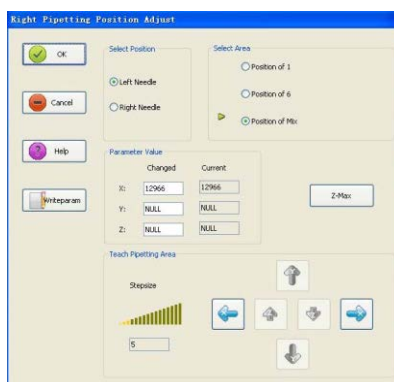 Right Pipetting Position Adjust
OK
Cancel
Help
Writeparam
Select Position
Left Needle
Right Needle
Select Area
Position of 1
Position of 6
Position of Mix
Parameter Value
Changed Current
X: 12966 12966
Y: NULL NULL
Z: NULL NULL
Z-Max
Teach Pipetting Area
Stepsize
5